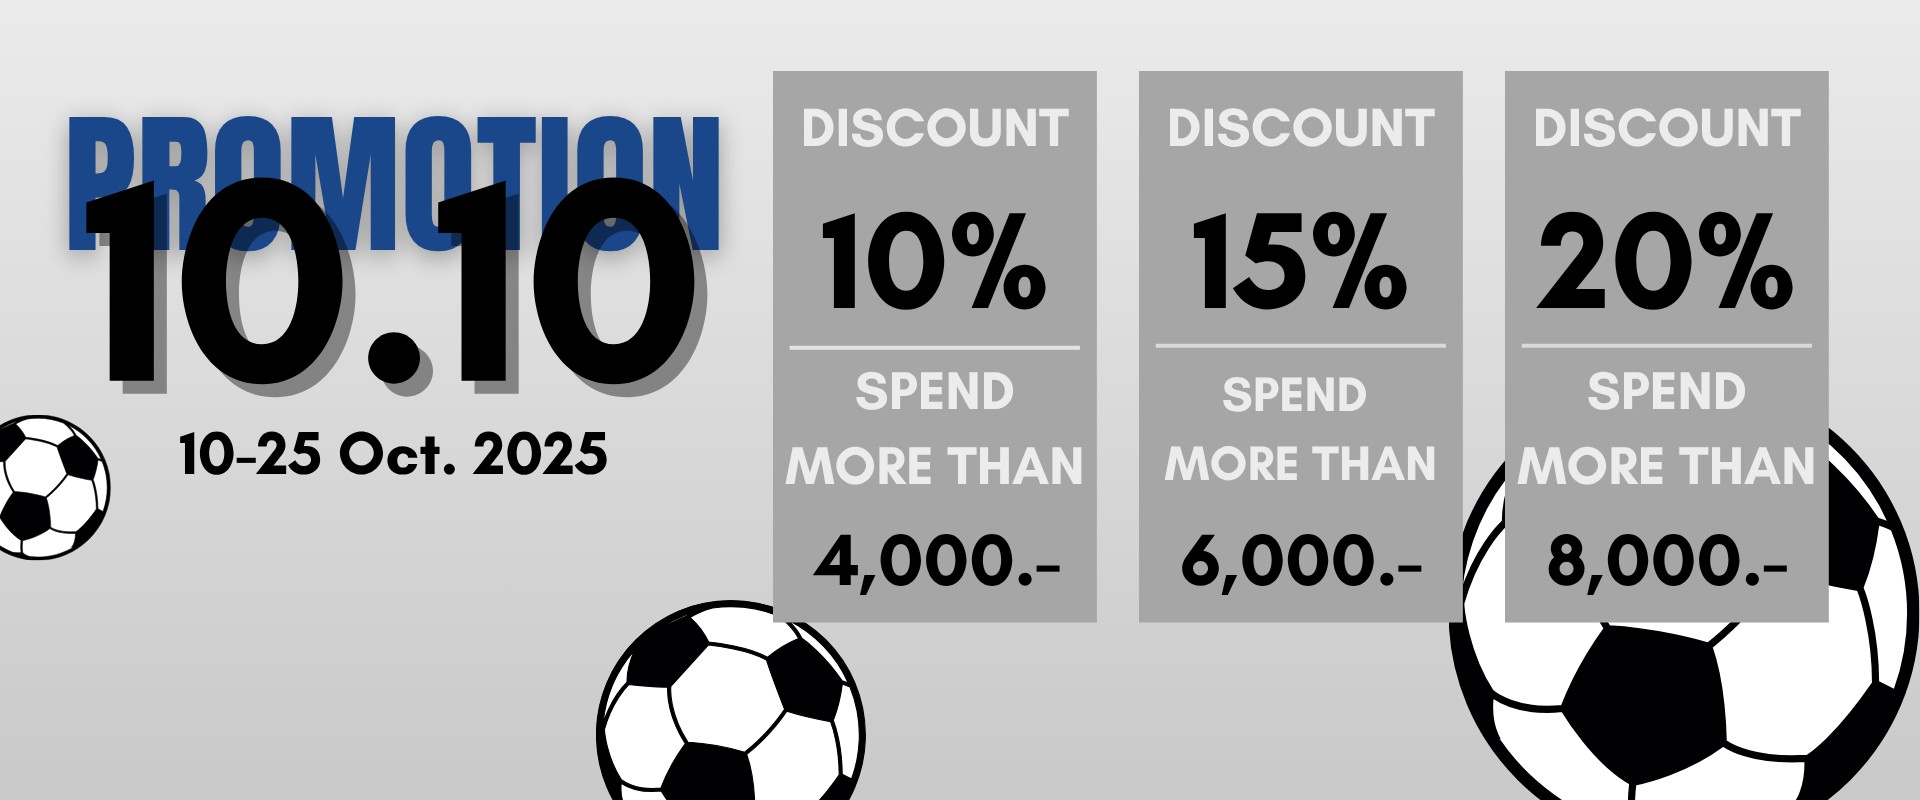 PROMOTION
10.10
10-25 Oct. 2025
DISCOUNT
10%
SPEND
MORE THAN
4,000.-
DISCOUNT
15%
SPEND
MORE THAN
6,000.-
DISCOUNT
20%
SPEND
MORE THAN
8,000.-